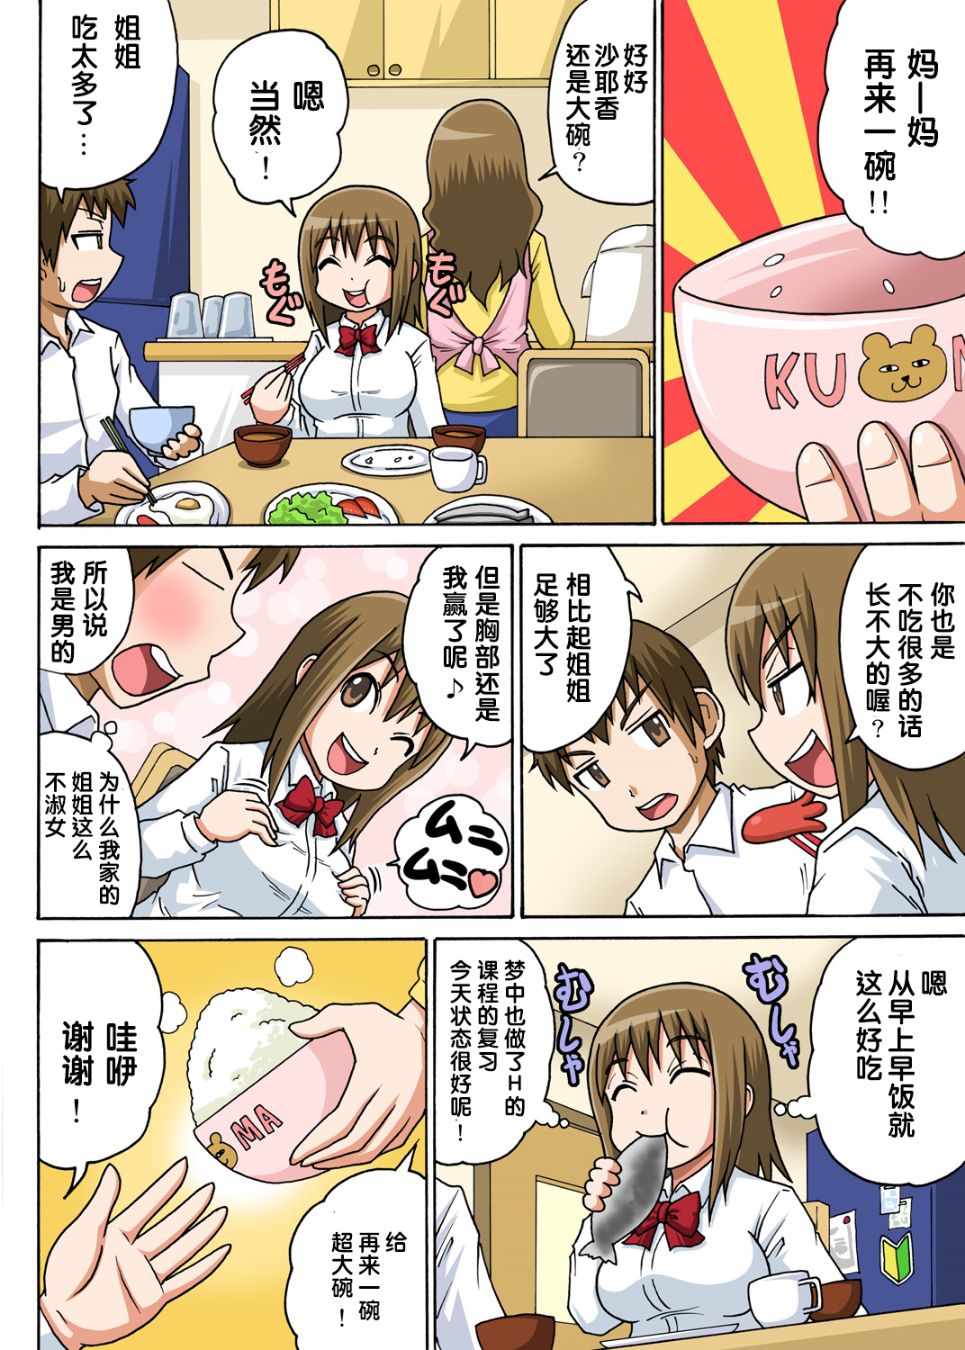 妈ー妈
再来一碗!!
KU
M
好好
沙耶香
还是大碗?
嗯
当然!
もぐ
もぐ
姐姐
吃太多了…
你也是
不吃很多的话
长不大的喔?
相比起姐姐
足够大了
但是胸部还是
我赢了呢♪
ムニ
ムニ♥
所以说
我是男的
为什么我家的
姐姐这么
不淑女
嗯
从早上早饭就
这么好吃
むしゃ
むしゃ
梦中也做了H的
课程的复习
今天状态很好呢!
给
再来一碗
超大碗!
MA
哇咿
谢谢!